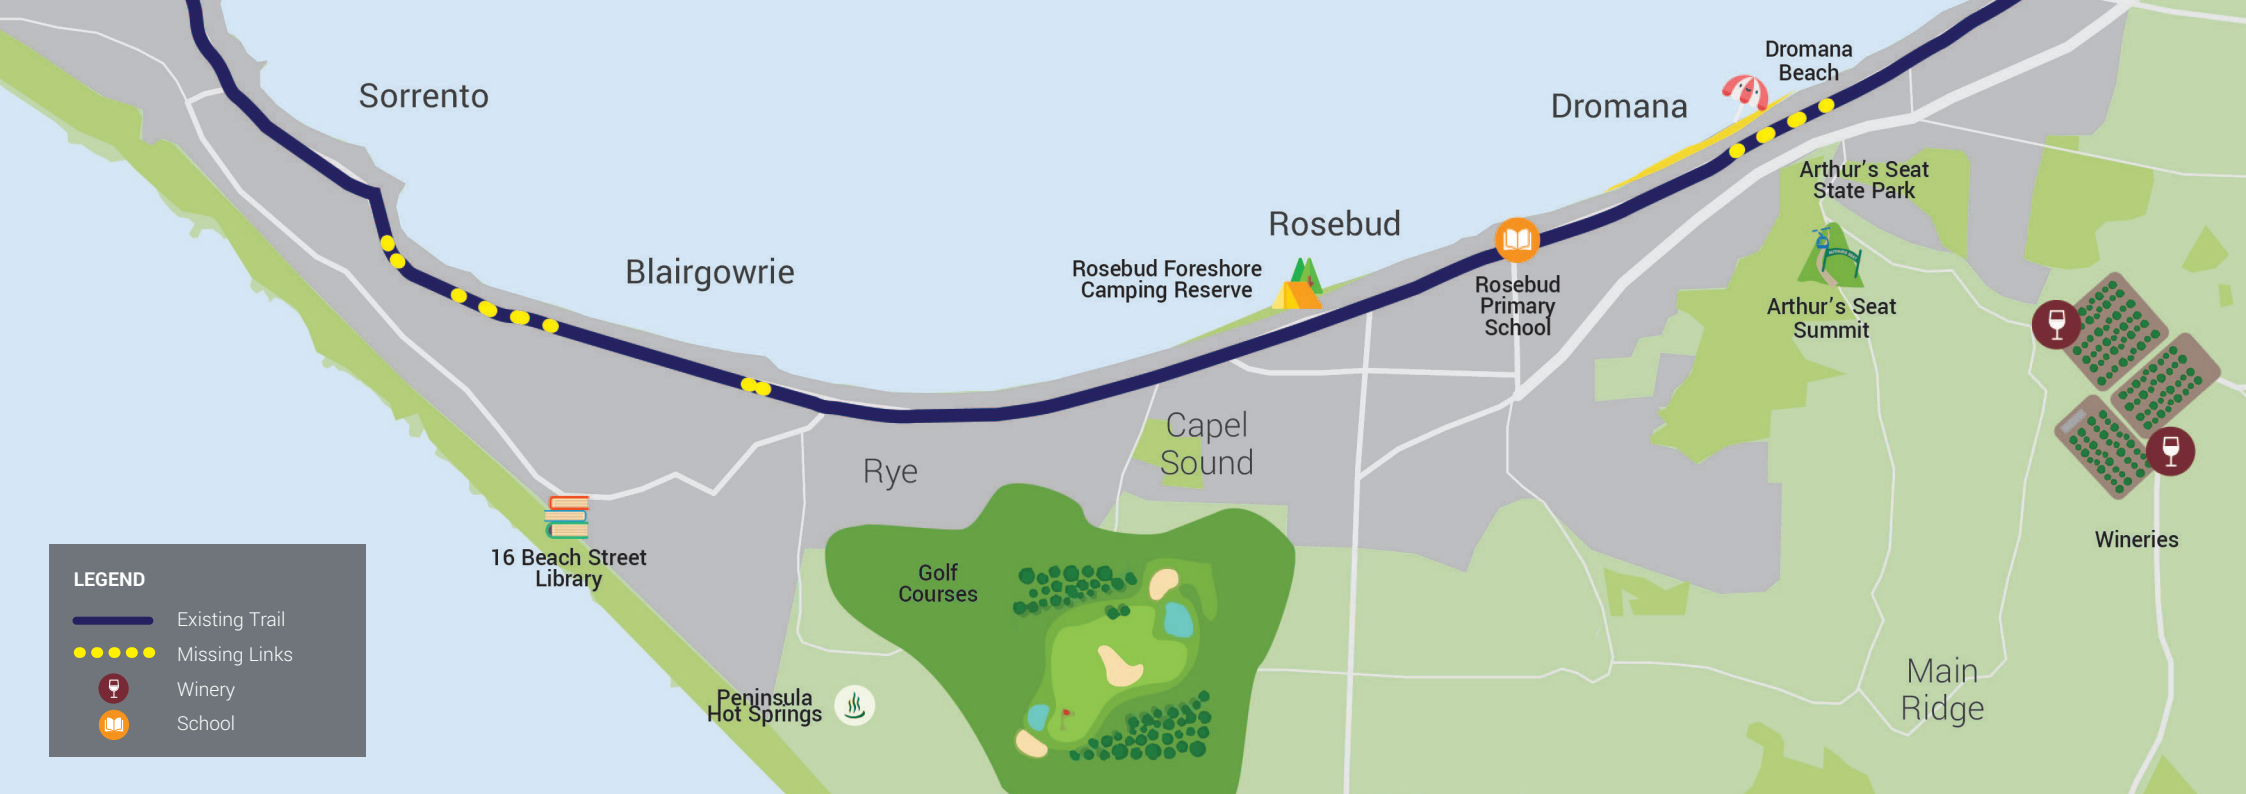 Sorrento
Blairgowrie
Rosebud
Dromana
Dromana
Beach
Arthur's Seat
State Park
Arthur's Seat
Summit
Rosebud Foreshore
Camping Reserve
Rosebud
Primary
School
Capel
Sound
Rye
Golf
Courses
16 Beach Street
Library
Peninsula
Hot Springs
Wineries
Main
Ridge
LEGEND
Existing Trail
Missing Links
Winery
School